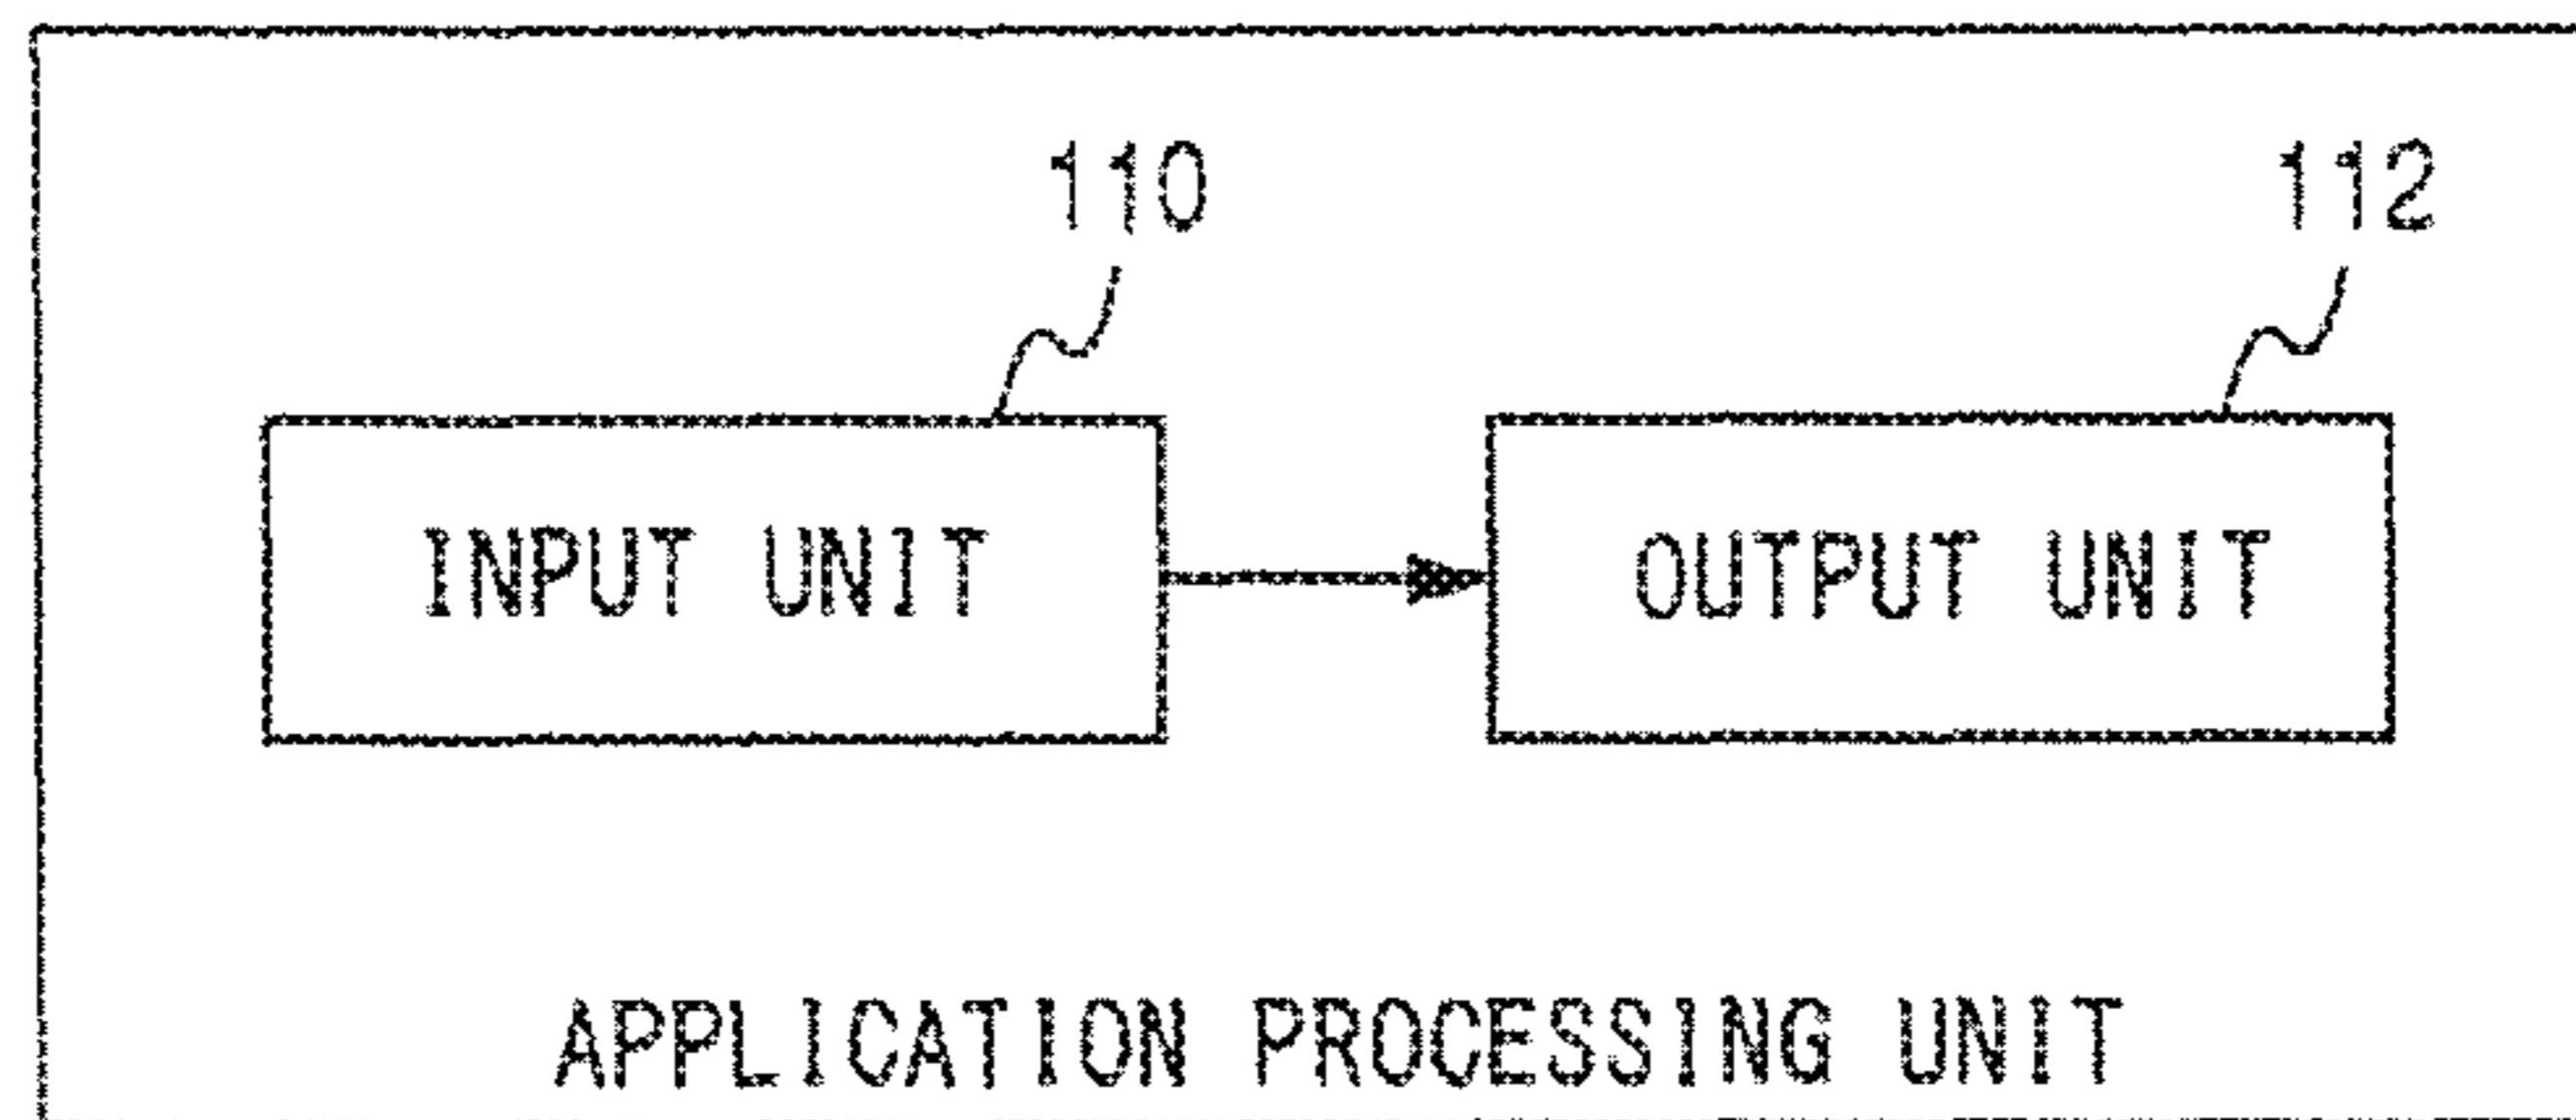 110 112
INPUT UNIT OUTPUT UNIT
APPLICATION PROCESSING UNIT